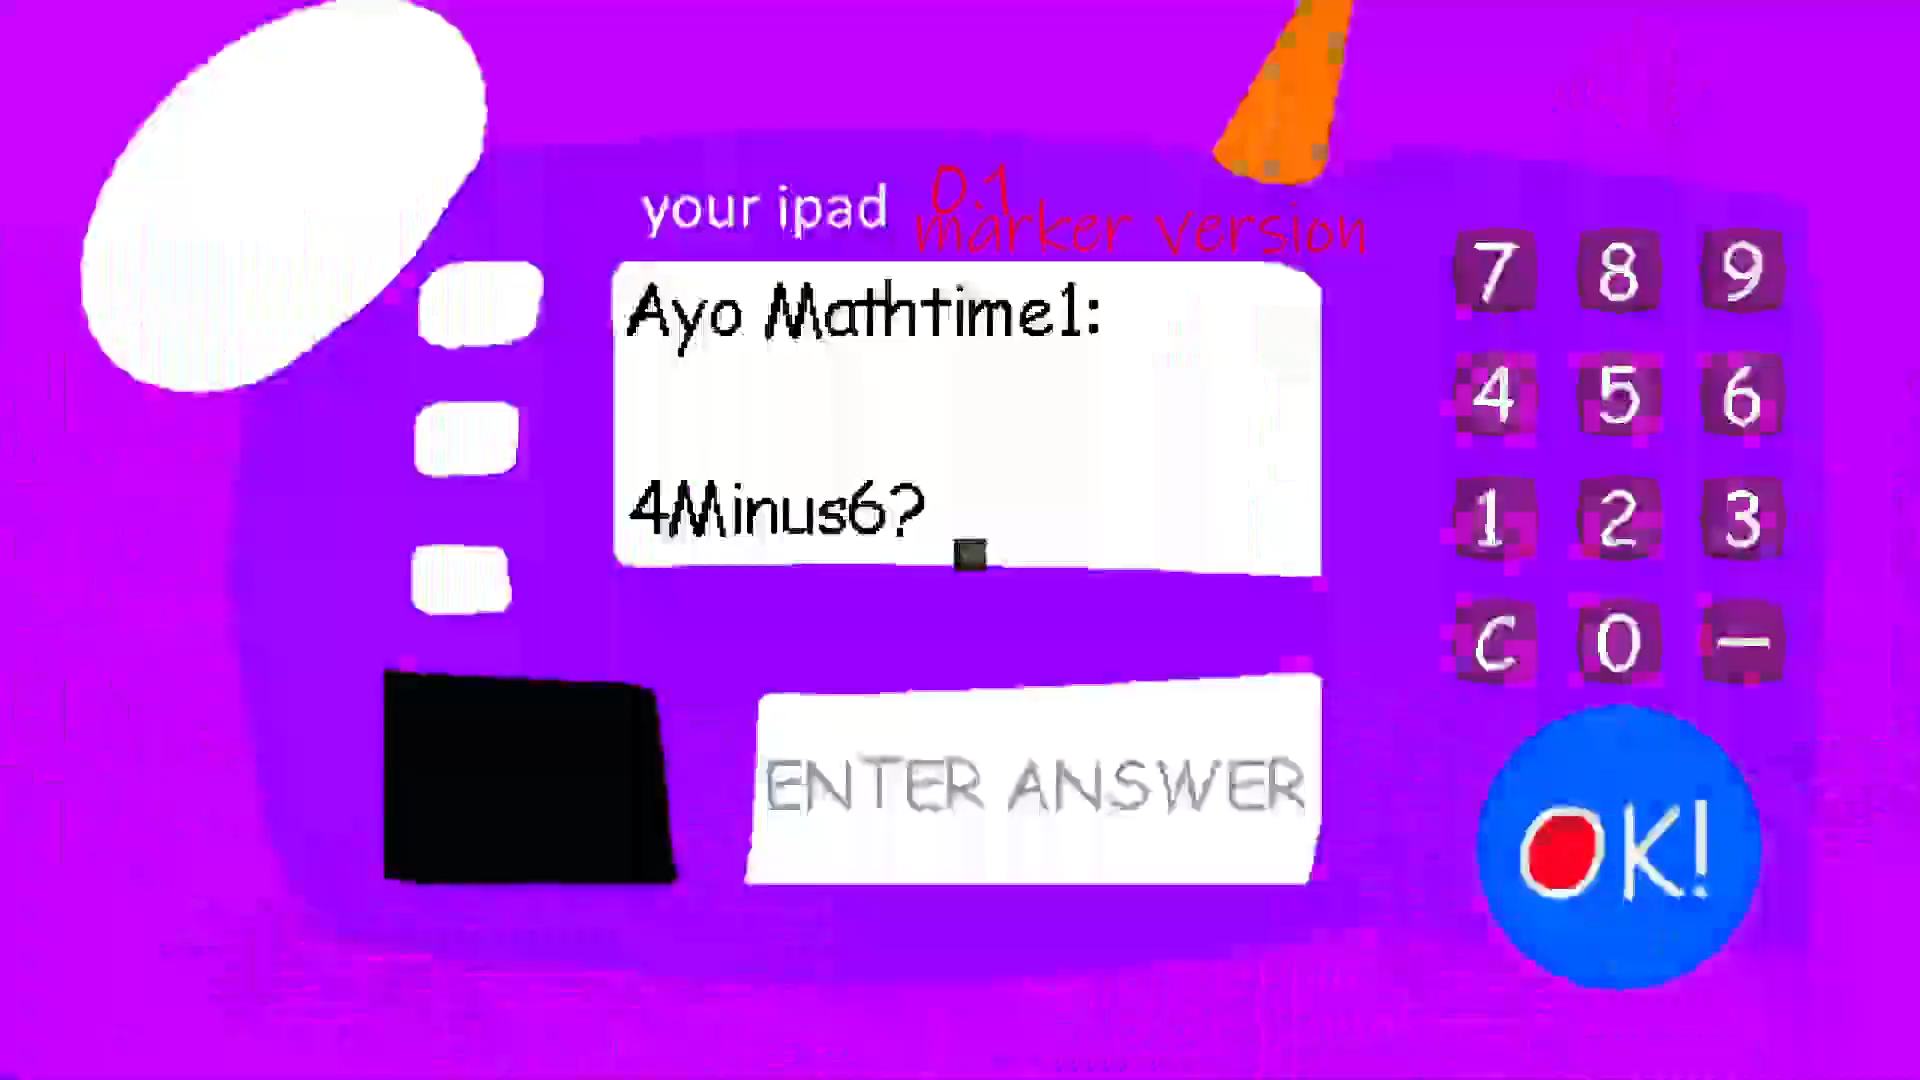 your ipad
0.1
marker version
Ayo Mathtime1:
4Minus6?
ENTER ANSWER
7 8 9
4 5 6
1 2 3
C 0 —
OK!